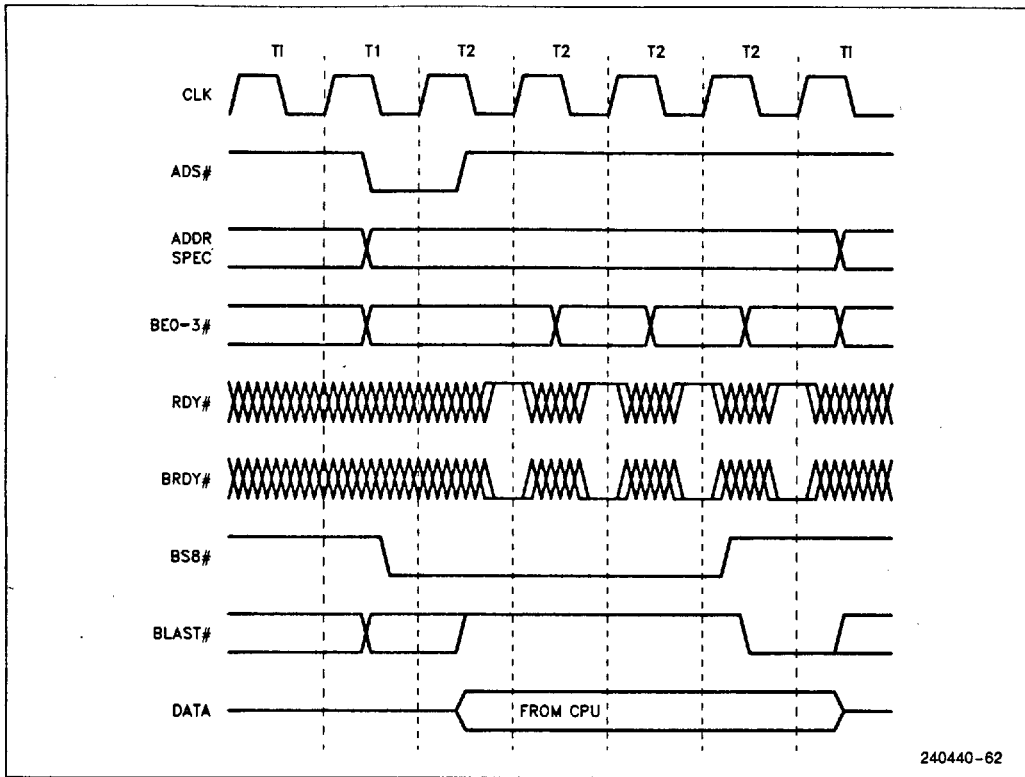 TI T1 T2 T2 T2 T2 TI
CLK
ADS#
ADDR
SPEC
BE0-3#
RDY#
BRDY#
BS8#
BLAST#
DATA
FROM CPU
240440-62